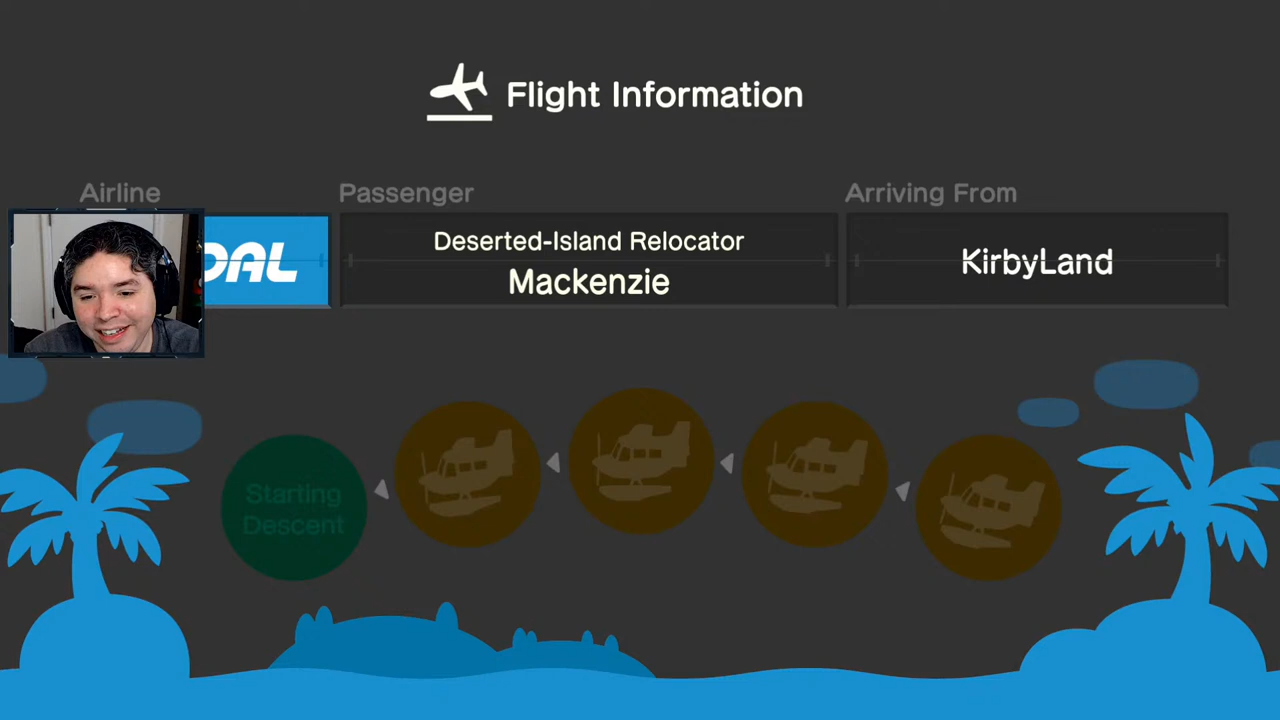 Flight Information
Airline
Passenger
Arriving From
DAL
Deserted-Island Relocator
Mackenzie
KirbyLand
Starting
Descent